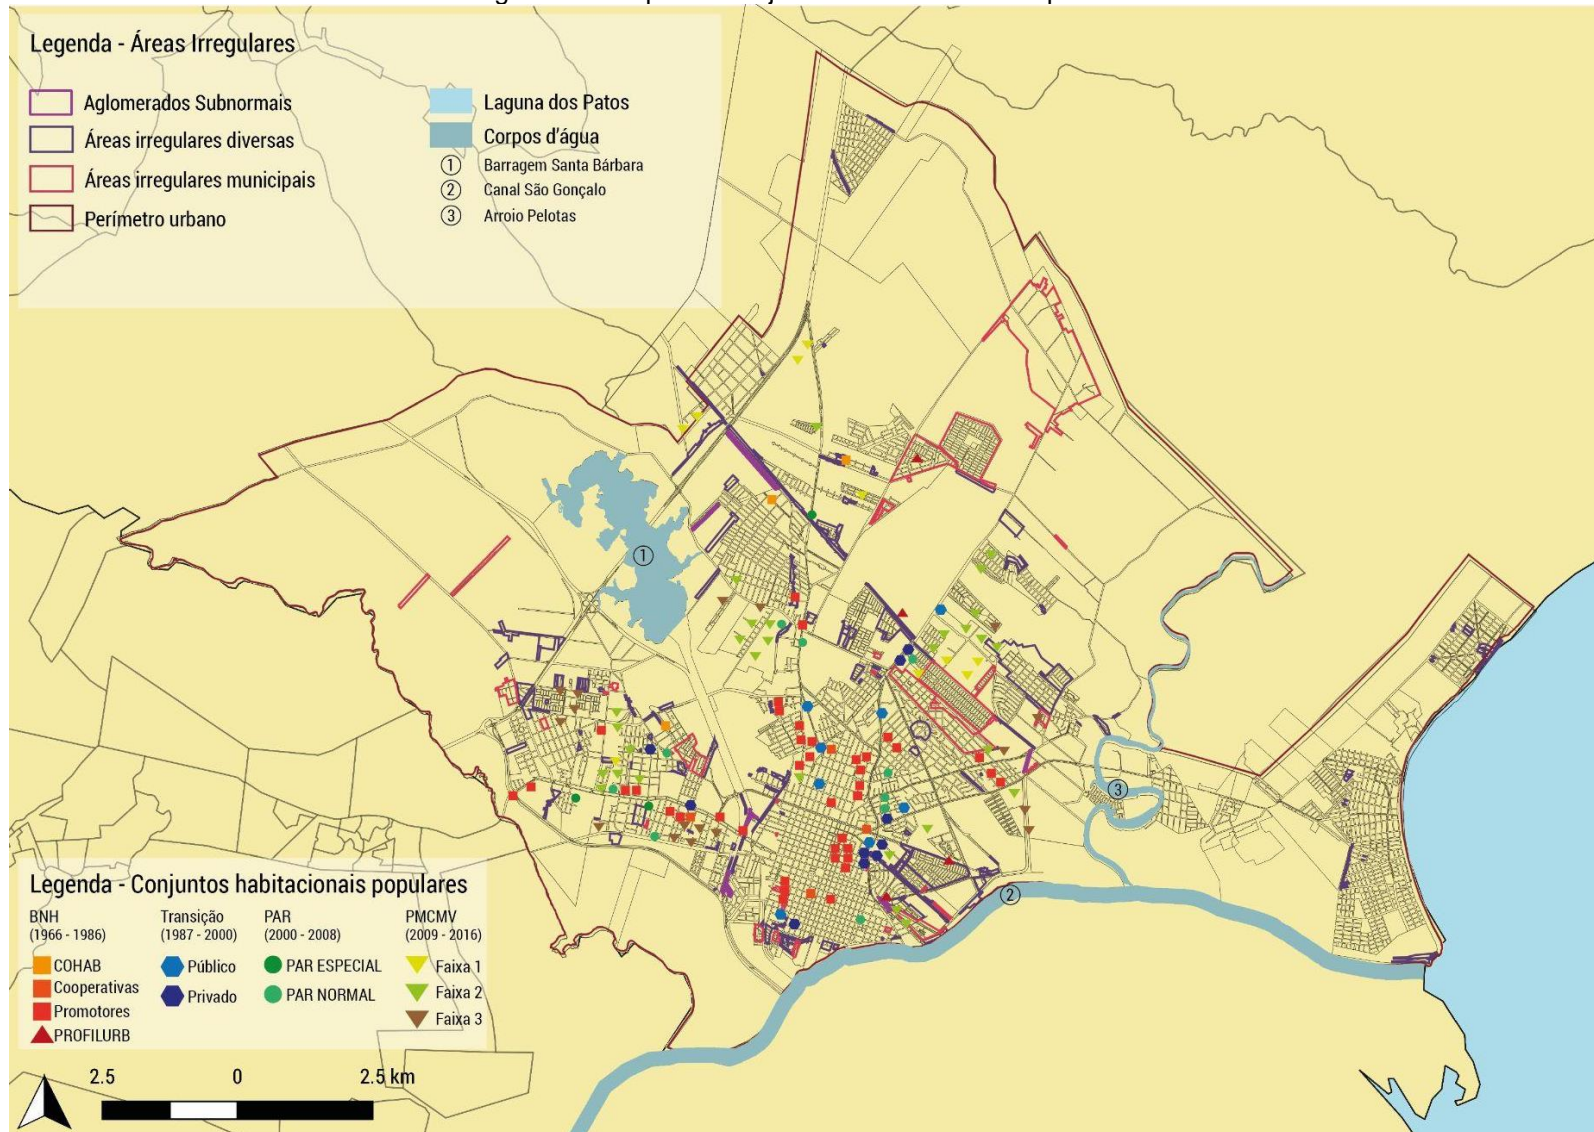 Legenda - Áreas Irregulares
Aglomerados Subnormais
Áreas irregulares diversas
Áreas irregulares municipais
Perímetro urbano
Laguna dos Patos
Corpos d'água
1 Barragem Santa Bárbara
2 Canal São Gonçalo
3 Arroio Pelotas
1
3
2
Legenda - Conjuntos habitacionais populares
BNH
(1966 - 1986)
COHAB
Cooperativas
Promotores
PROFILURB
Transição
(1987 - 2000)
Público
Privado
PAR
(2000 - 2008)
PAR ESPECIAL
PAR NORMAL
PMCMV
(2009 - 2016)
Faixa 1
Faixa 2
Faixa 3
2.5 0 2.5 km